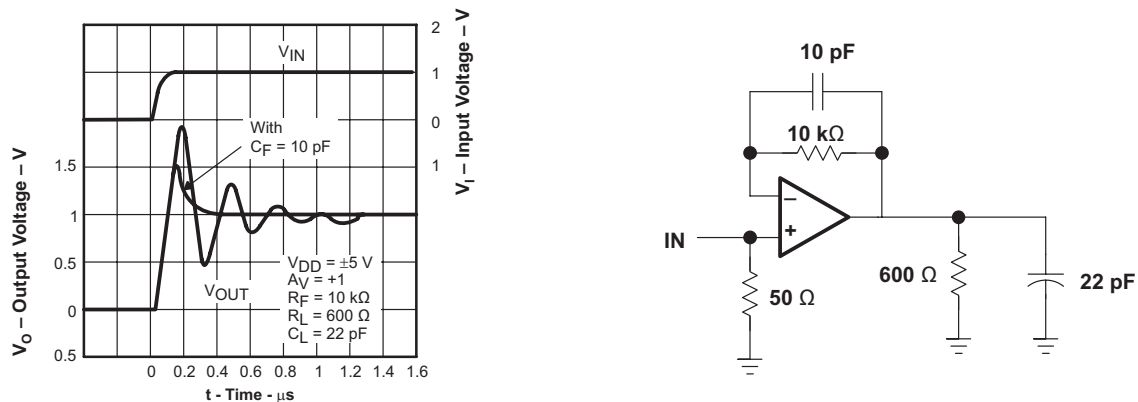 2
V_IN
1
0
With
C_F = 10 pF
1
1.5
1
0.5
0
0.5
V_O – Output Voltage – V
V_I – Input Voltage – V
V_OUT
V_DD = ±5 V
A_V = +1
R_F = 10 kΩ
R_L = 600 Ω
C_L = 22 pF
0 0.2 0.4 0.6 0.8 1 1.2 1.4 1.6
t - Time - μs
10 pF
10 kΩ
–
+
IN
50 Ω
600 Ω
22 pF